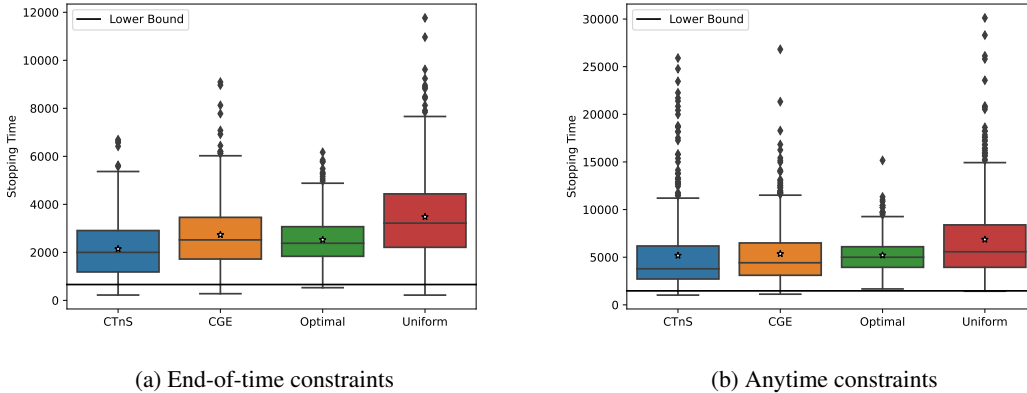 Lower Bound
12000
10000
8000
6000
4000
2000
0
Stopping Time
CTnS
CGE
Optimal
Uniform
(a) End-of-time constraints
Lower Bound
30000
25000
20000
15000
10000
5000
0
Stopping Time
CTnS
CGE
Optimal
Uniform
(b) Anytime constraints